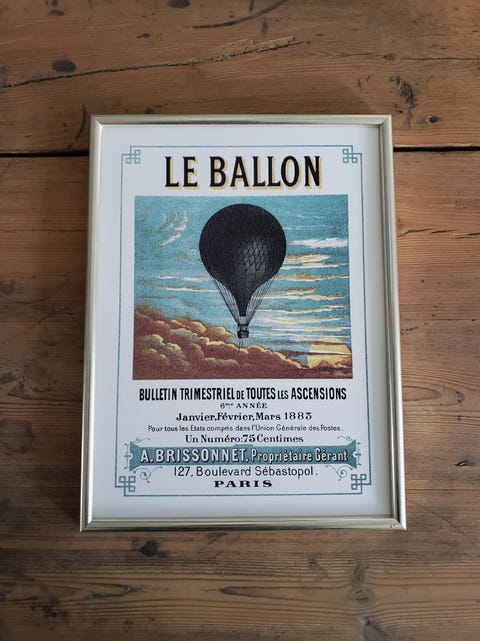 LE BALLON
BULLETIN TRIMESTRIEL DE TOUTES LES ASCENSIONS
6me ANNÉE
Janvier, Février, Mars 1883
Pour tous les Etats compris dans l'Union Générale des Postes.
Un Numéro: 75 Centimes
A. BRISSONNET, Propriétaire Gérant
127, Boulevard Sébastopol.
PARIS